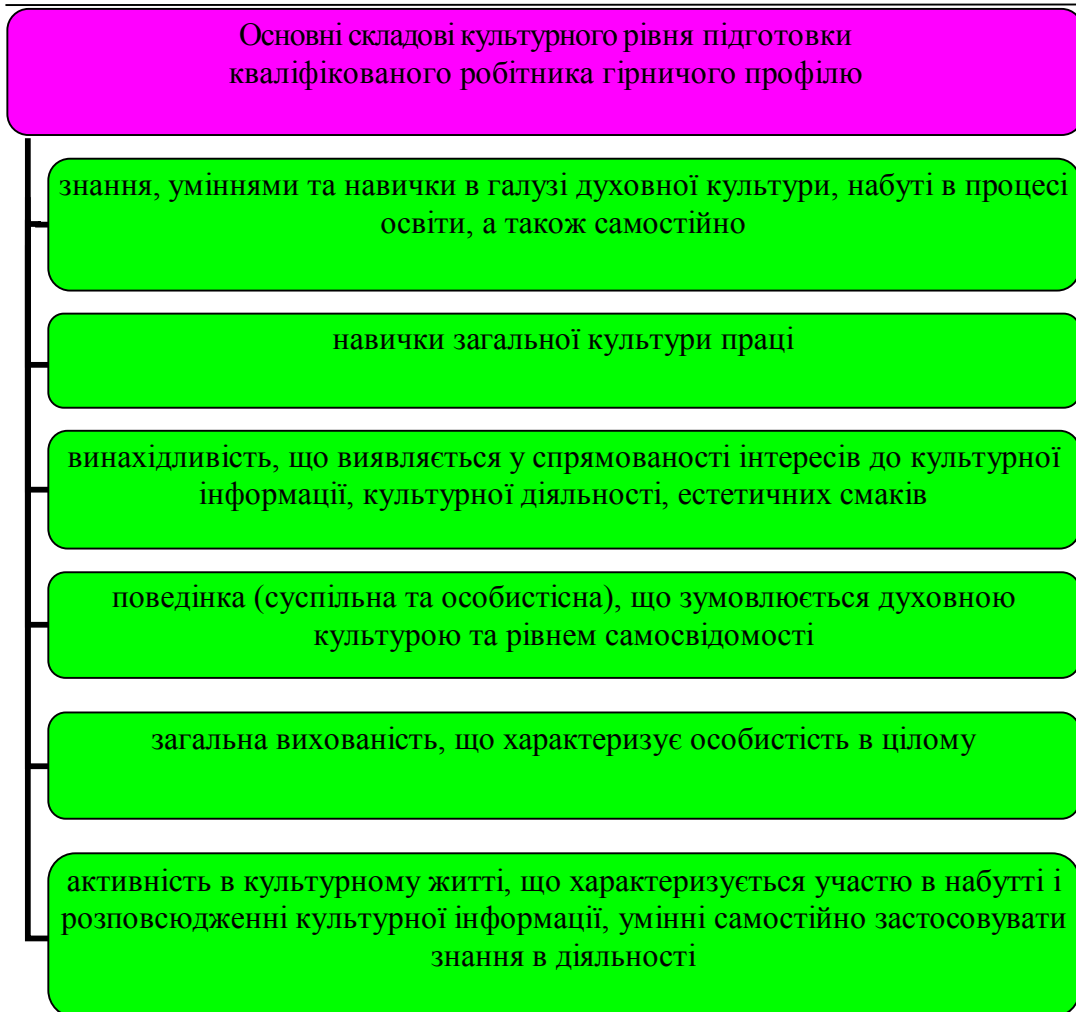 Основні складові культурного рівня підготовки
кваліфікованого робітника гірничого профілю
знання, уміннями та навички в галузі духовної культури, набуті в процесі
освіти, а також самостійно
навички загальної культури праці
винахідливість, що виявляється у спрямованості інтересів до культурної
інформації, культурної діяльності, естетичних смаків
поведінка (суспільна та особистісна), що зумовлюється духовною
культурою та рівнем самосвідомості
загальна вихованість, що характеризує особистість в цілому
активність в культурному житті, що характеризується участю в набутті і
розповсюдженні культурної інформації, умінні самостійно застосовувати
знання в діяльності